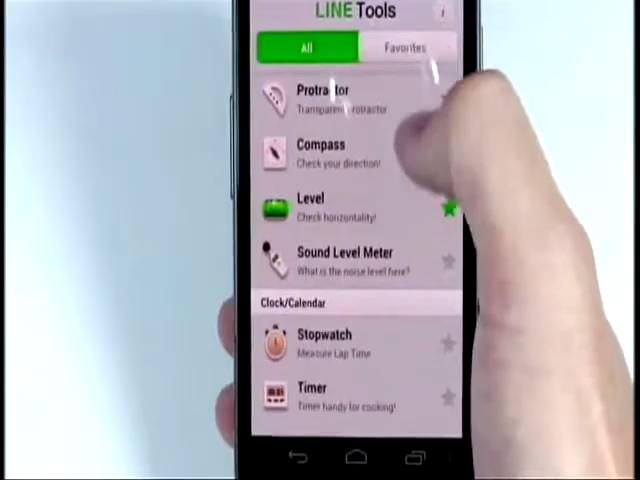 LINE Tools
i
All
Favorites
Protractor
Transparent protractor
Compass
Check your direction!
Level
Check horizontality!
Sound Level Meter
What is the noise level here?
Clock/Calendar
Stopwatch
Measure Lap Time
Timer
Timer handy for cooking!